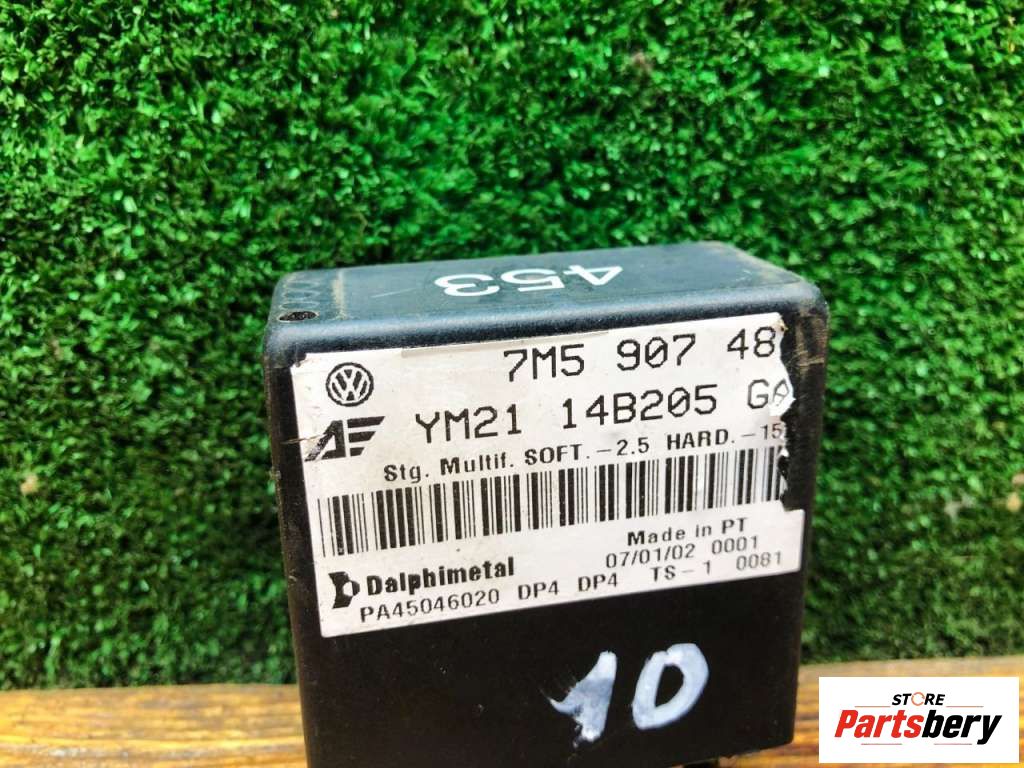 453
7M5 907 48
YM21 14B205 GA
Stg. Multif. SOFT.-2.5 HARD.-15
Dalphimetal
Made in PT
07/01/02 0001
PA45046020 DP4 DP4 TS-1 0081
10
STORE
Partsbery